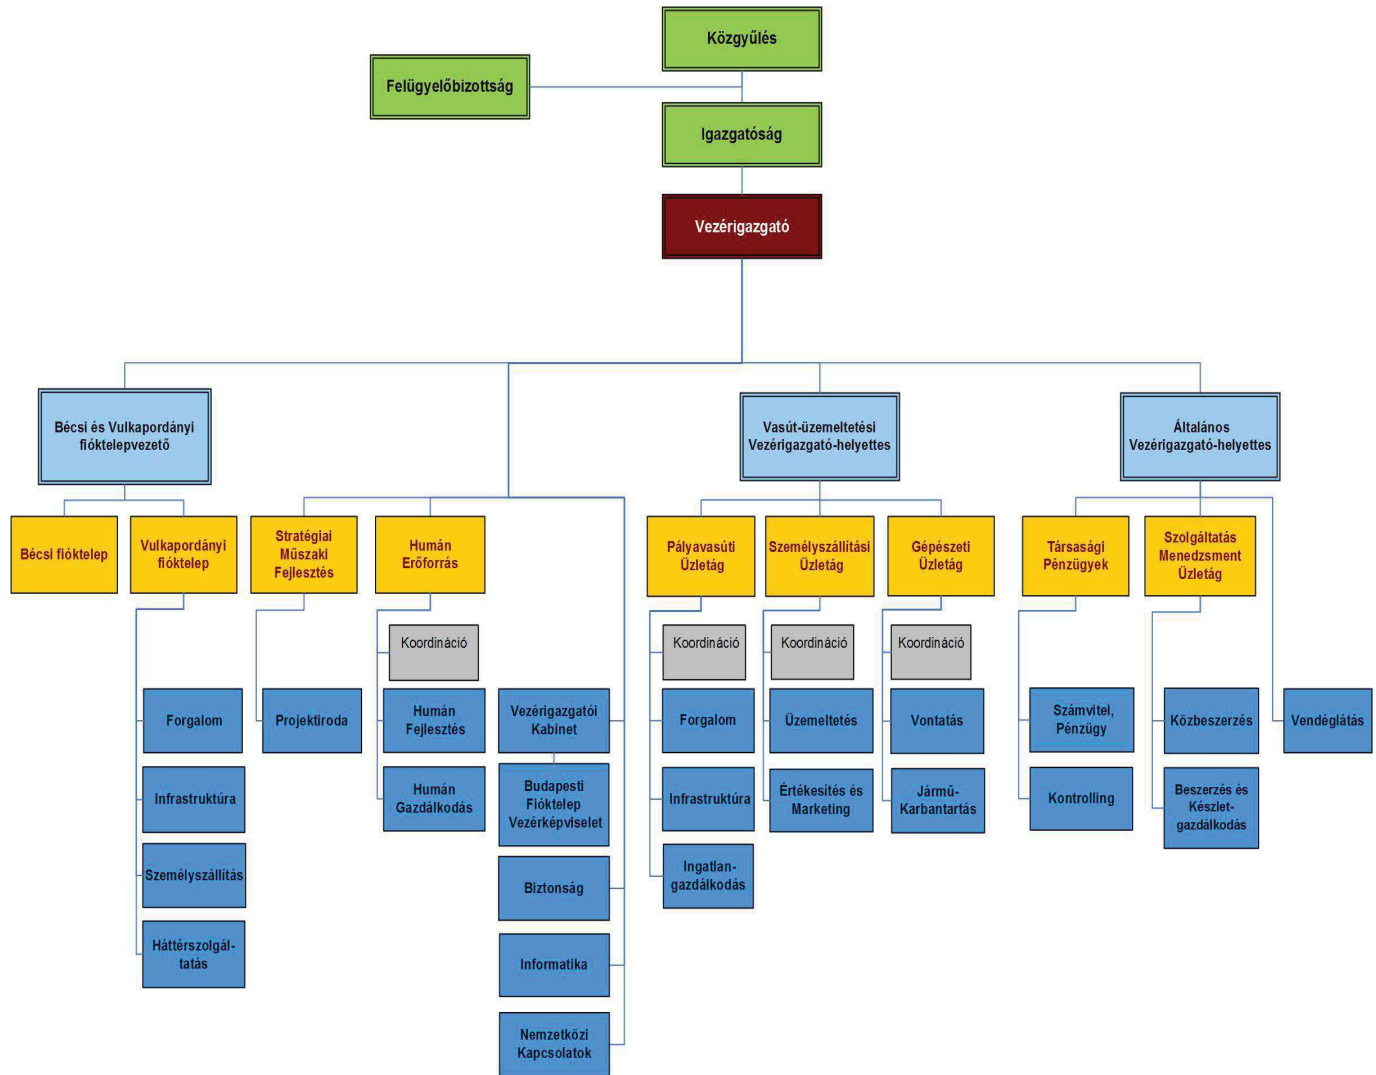 Közgyűlés
Felügyelőbizottság
Igazgatóság
Vezérigazgató
Bécsi és Vulkapordányi
fióktelepvezető
Vasút-üzemeltetési
Vezérigazgató-helyettes
Általános
Vezérigazgató-helyettes
Bécsi fióktelep
Vulkapordányi
fióktelep
Stratégiai
Műszaki
Fejlesztés
Humán
Erőforrás
Pályavasúti
Üzletág
Személyszállítási
Üzletág
Gépészeti
Üzletág
Társasági
Pénzügyek
Szolgáltatás
Menedzsment
Üzletág
Koordináció
Koordináció
Koordináció
Koordináció
Forgalom
Projektiroda
Humán
Fejlesztés
Vezérigazgatói
Kabinet
Forgalom
Üzemeltetés
Vontatás
Számvitel,
Pénzügy
Közbeszerzés
Vendéglátás
Infrastruktúra
Humán
Gazdálkodás
Budapesti
Fióktelep
Vezérképviselet
Infrastruktúra
Értékesítés és
Marketing
Jármű-
Karbantartás
Kontrolling
Beszerzés és
Készlet-
gazdálkodás
Személyszállítás
Biztonság
Ingatlan-
gazdálkodás
Háttérszolgál-
tatás
Informatika
Nemzetközi
Kapcsolatok